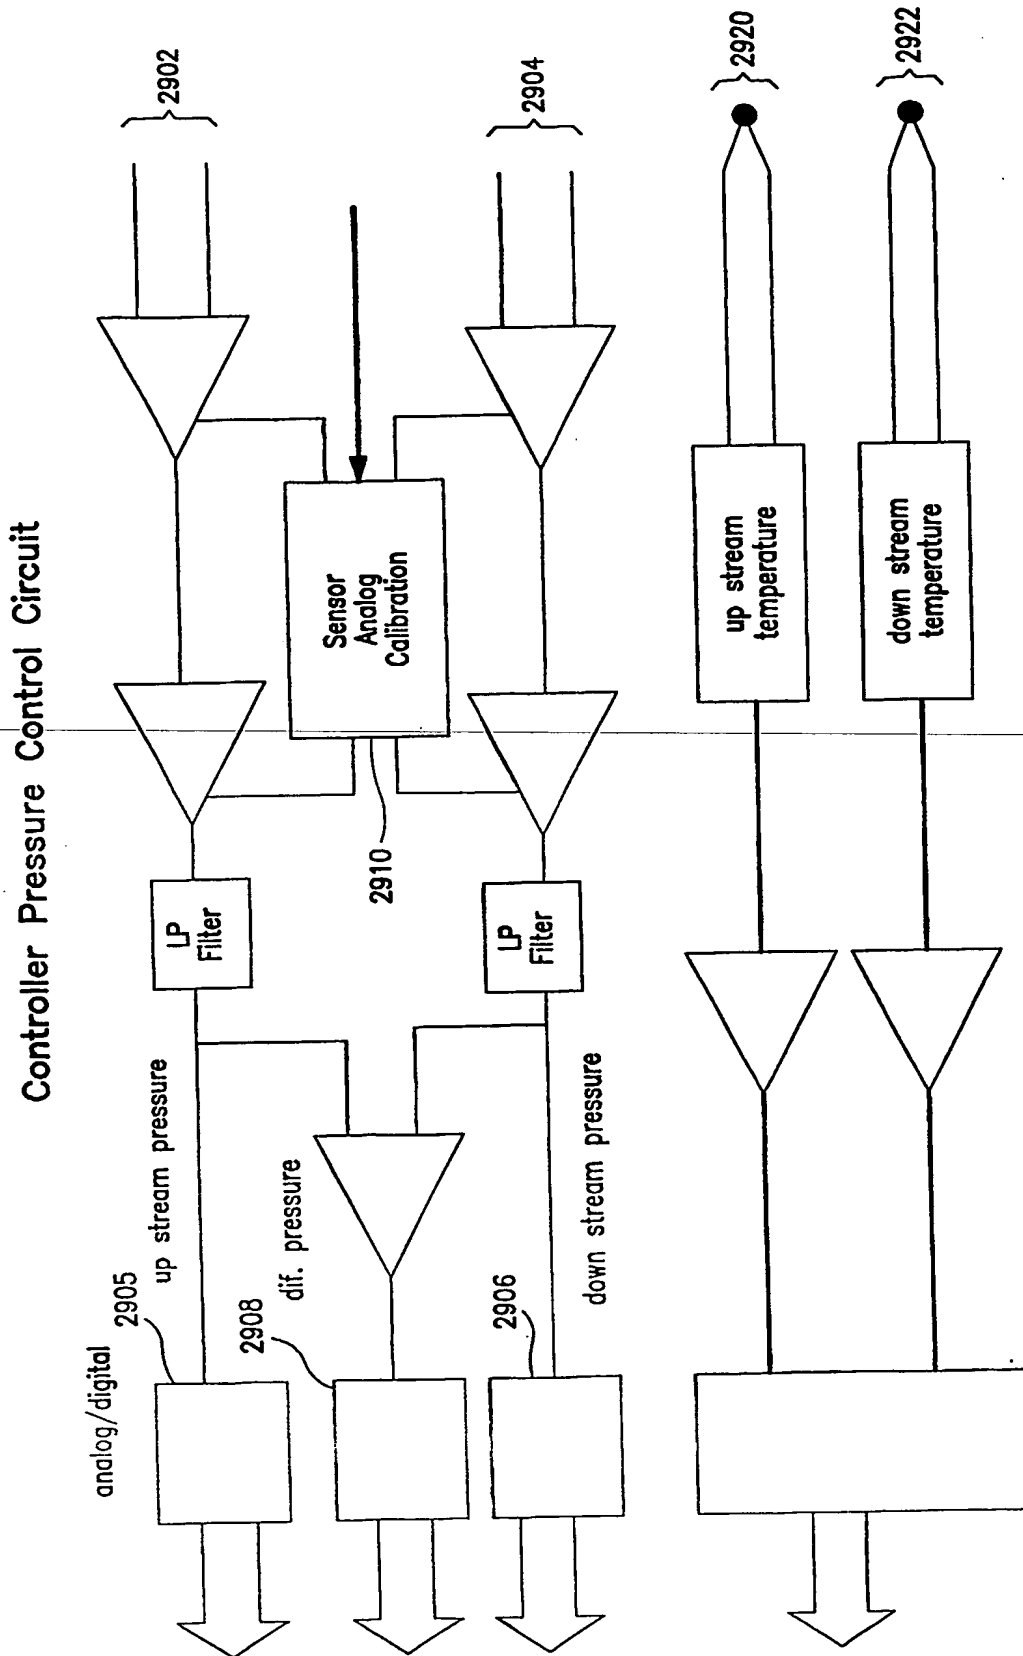 Controller Pressure Control Circuit
analog/digital
2905
up stream pressure
LP
Filter
2902
2908
dif. pressure
2910
Sensor
Analog
Calibration
2906
down stream pressure
LP
Filter
2904
up stream
temperature
2920
down stream
temperature
2922